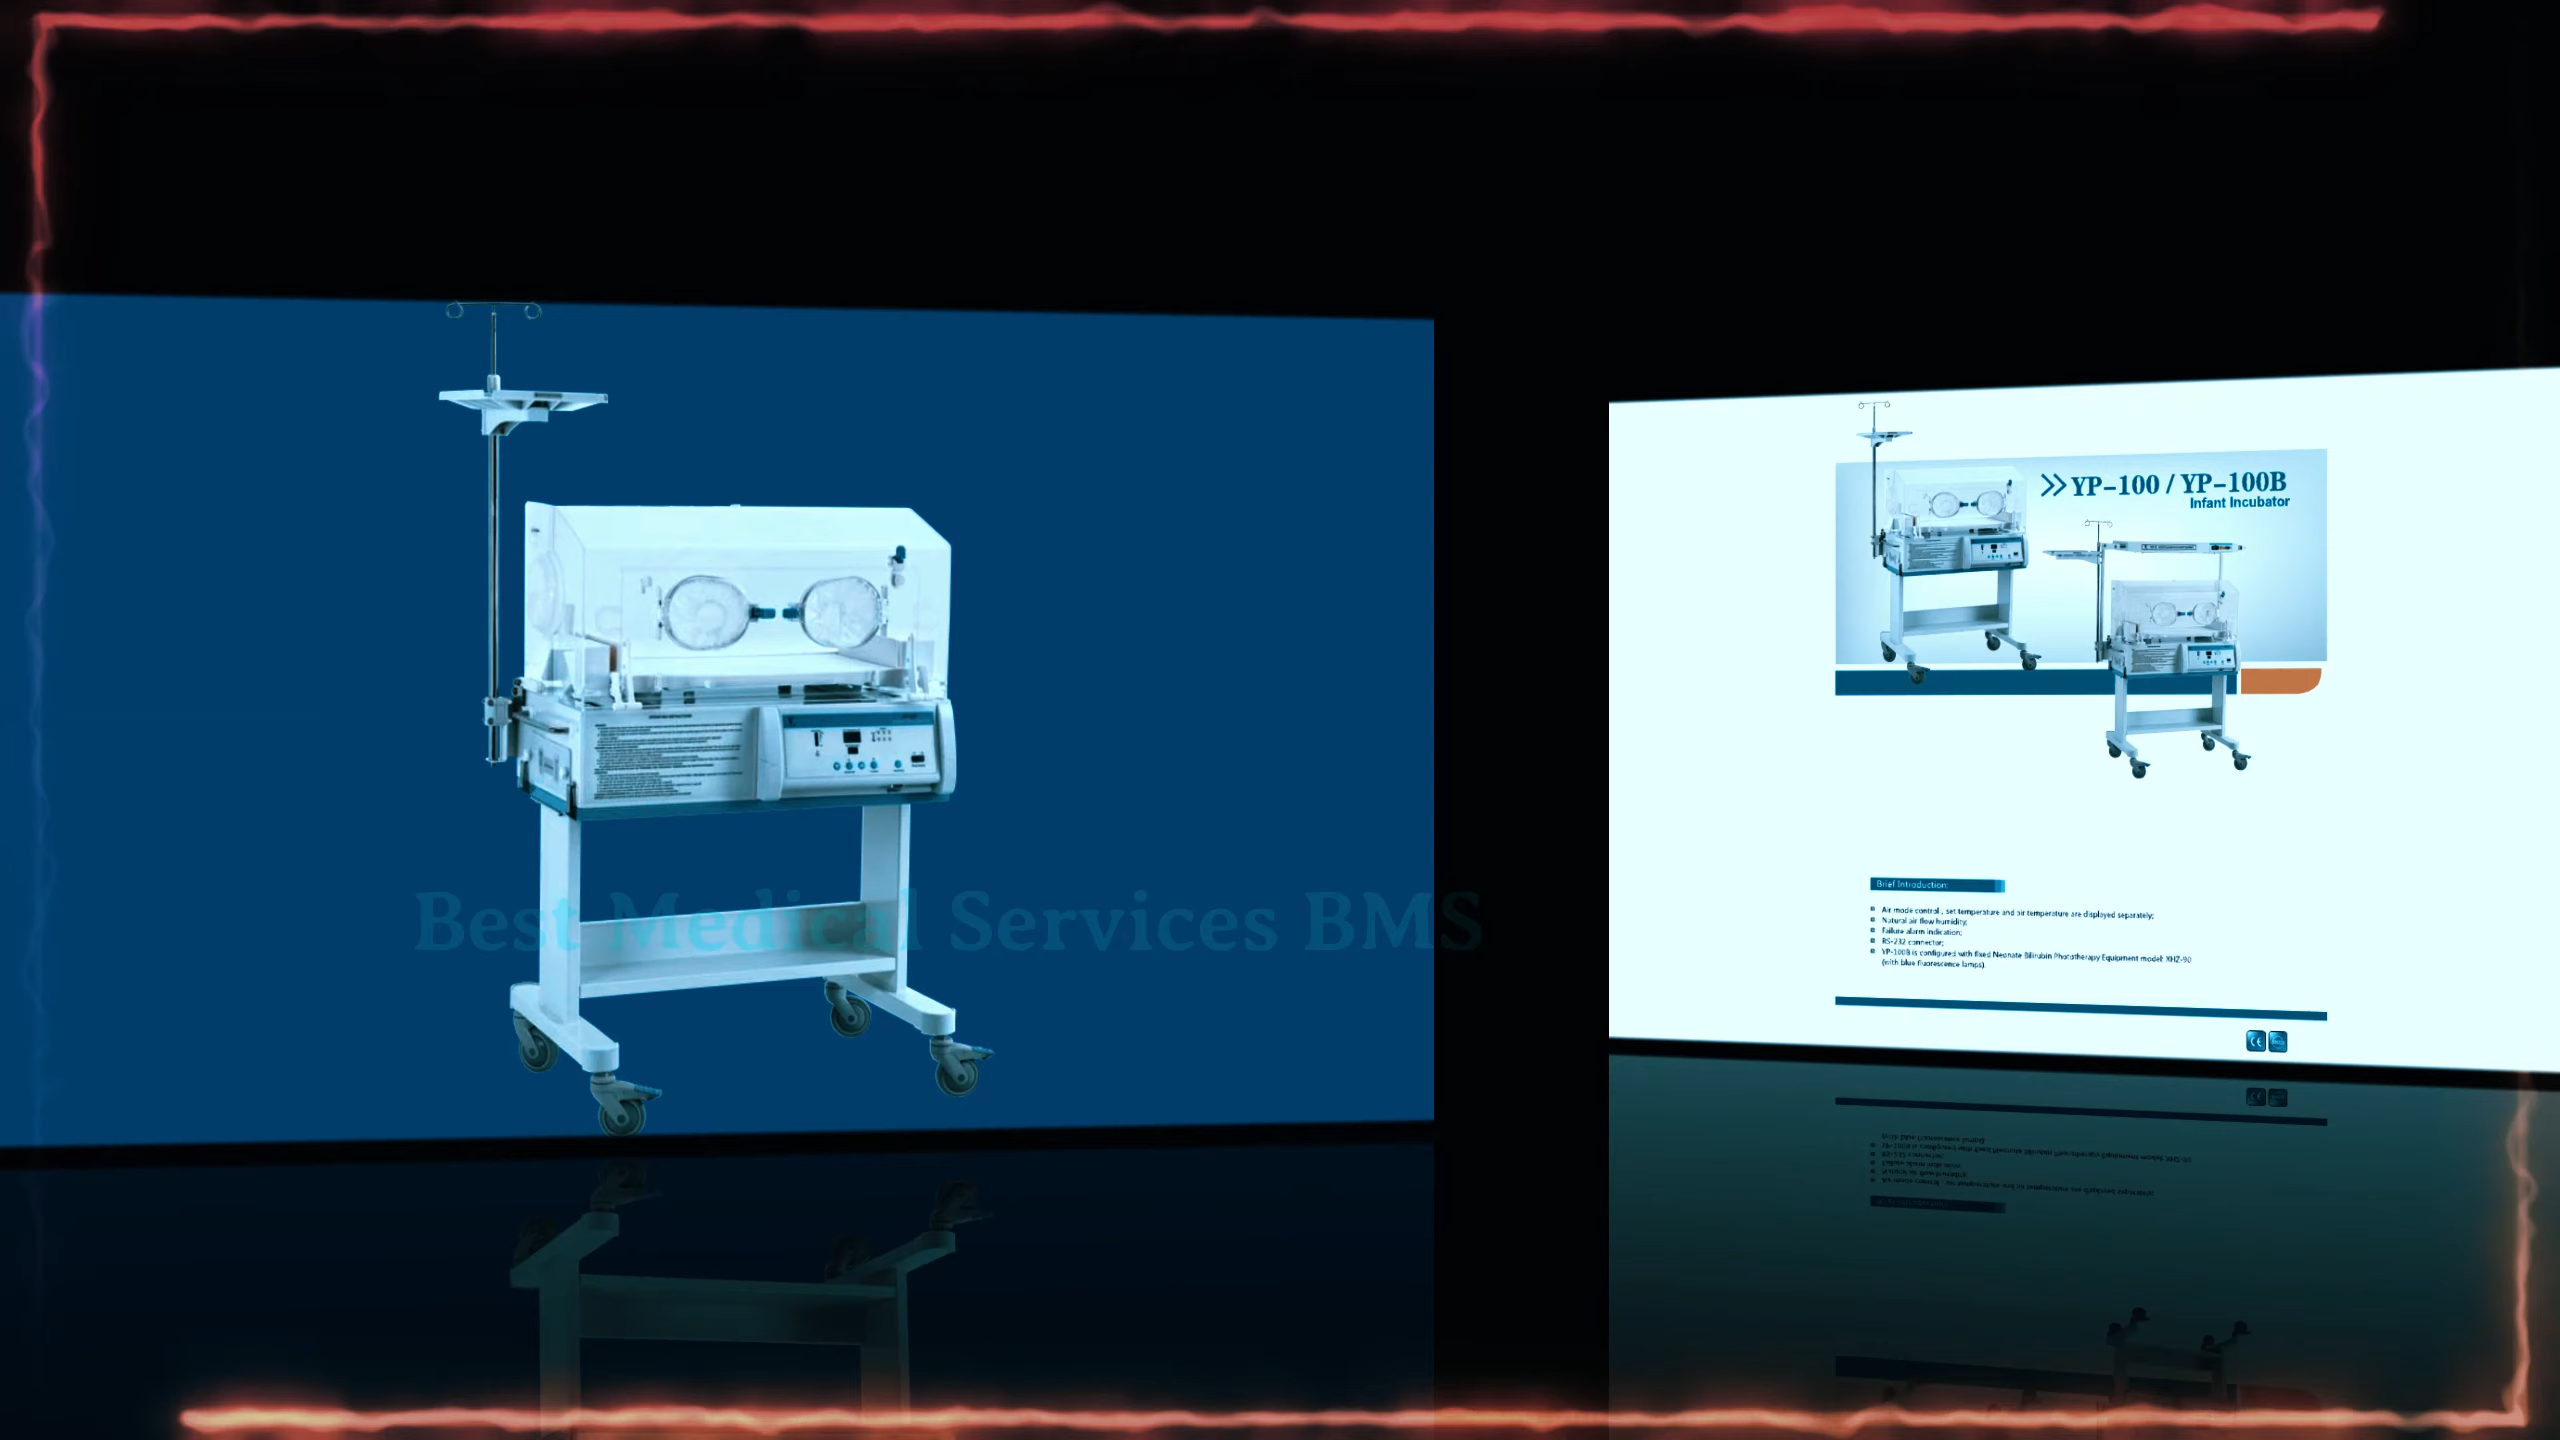 Best Medical Services BMS
YP-100 / YP-100B
Infant Incubator
Brief Introduction:
Air mode control , set temperature and air temperature are displayed separately;
Natural air flow humidity;
Failure alarm indication;
RS-232 connector;
YP-100B is configured with fixed Neonate Bilirubin Phototherapy Equipment model: XHZ-90
(with blue fluorescence lamps).
CE